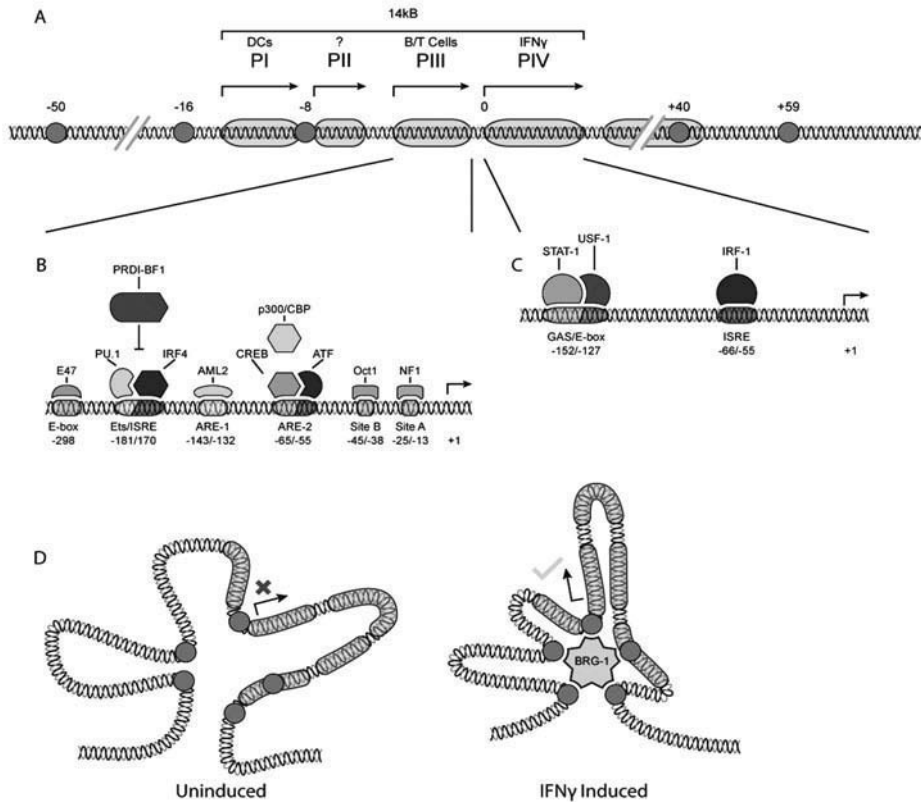 A
14kB
DCs ? B/T Cells IFNγ
PI PII PIII PIV
-50 -16 -8 0 +40 +59
B
PRDI-BF1
p300/CBP
PU.1 IRF4 CREB ATF
E47 AML2 Oct1 NF1
E-box Ets/ISRE ARE-1 ARE-2 Site B Site A
-298 -181/170 -143/-132 -65/-55 -45/-38 -25/-13 +1
C
USF-1
STAT-1 IRF-1
GAS/E-box ISRE
-152/-127 -66/-55 +1
D
BRG-1
Uninduced IFNγ Induced